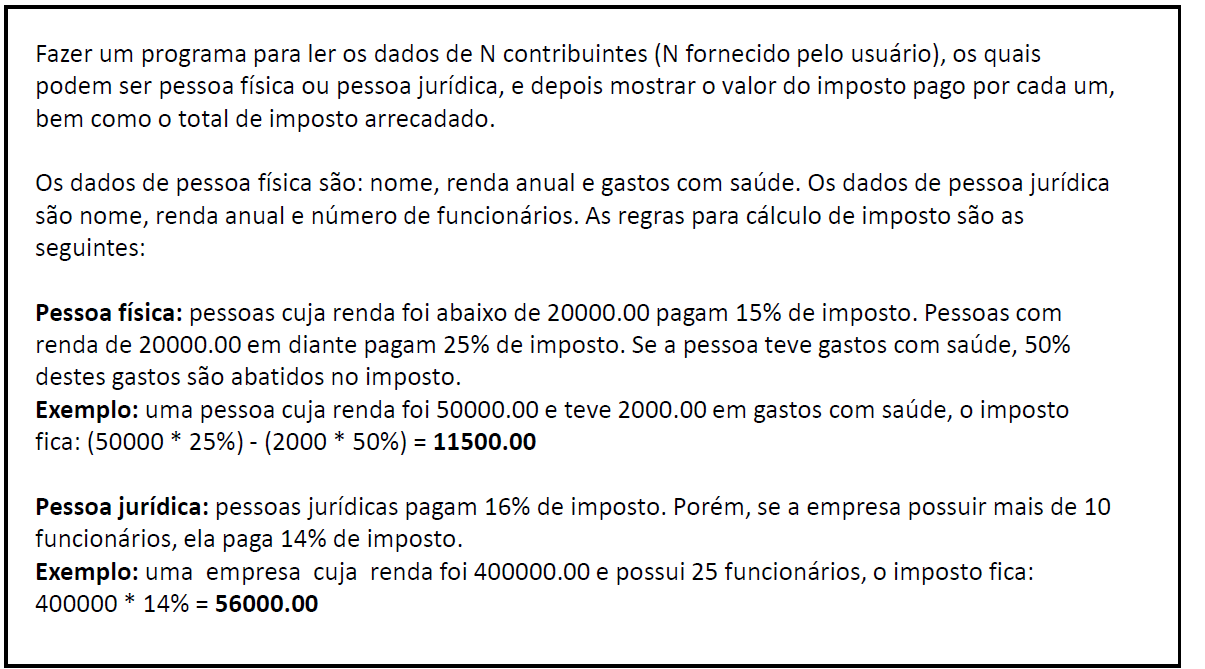 Fazer um programa para ler os dados de N contribuintes (N fornecido pelo usuário), os quais
podem ser pessoa física ou pessoa jurídica, e depois mostrar o valor do imposto pago por cada um,
bem como o total de imposto arrecadado.
Os dados de pessoa física são: nome, renda anual e gastos com saúde. Os dados de pessoa jurídica
são nome, renda anual e número de funcionários. As regras para cálculo de imposto são as
seguintes:
Pessoa física: pessoas cuja renda foi abaixo de 20000.00 pagam 15% de imposto. Pessoas com
renda de 20000.00 em diante pagam 25% de imposto. Se a pessoa teve gastos com saúde, 50%
destes gastos são abatidos no imposto.
Exemplo: uma pessoa cuja renda foi 50000.00 e teve 2000.00 em gastos com saúde, o imposto
fica: (50000 * 25%) - (2000 * 50%) = 11500.00
Pessoa jurídica: pessoas jurídicas pagam 16% de imposto. Porém, se a empresa possuir mais de 10
funcionários, ela paga 14% de imposto.
Exemplo: uma empresa cuja renda foi 400000.00 e possui 25 funcionários, o imposto fica:
400000 * 14% = 56000.00